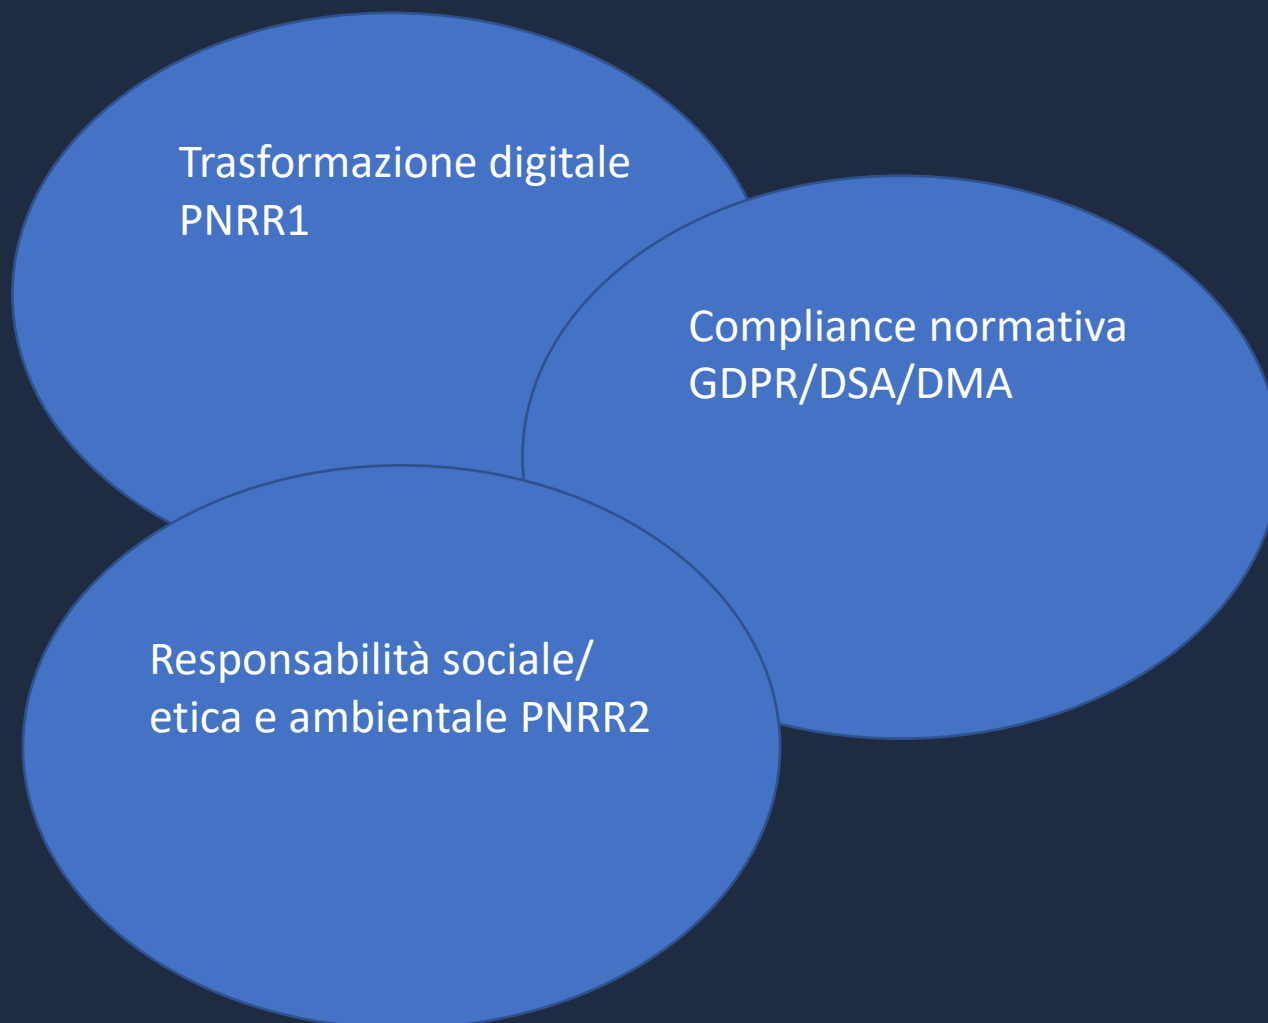 Trasformazione digitale
PNRR1
Compliance normativa
GDPR/DSA/DMA
Responsabilità sociale/
etica e ambientale PNRR2